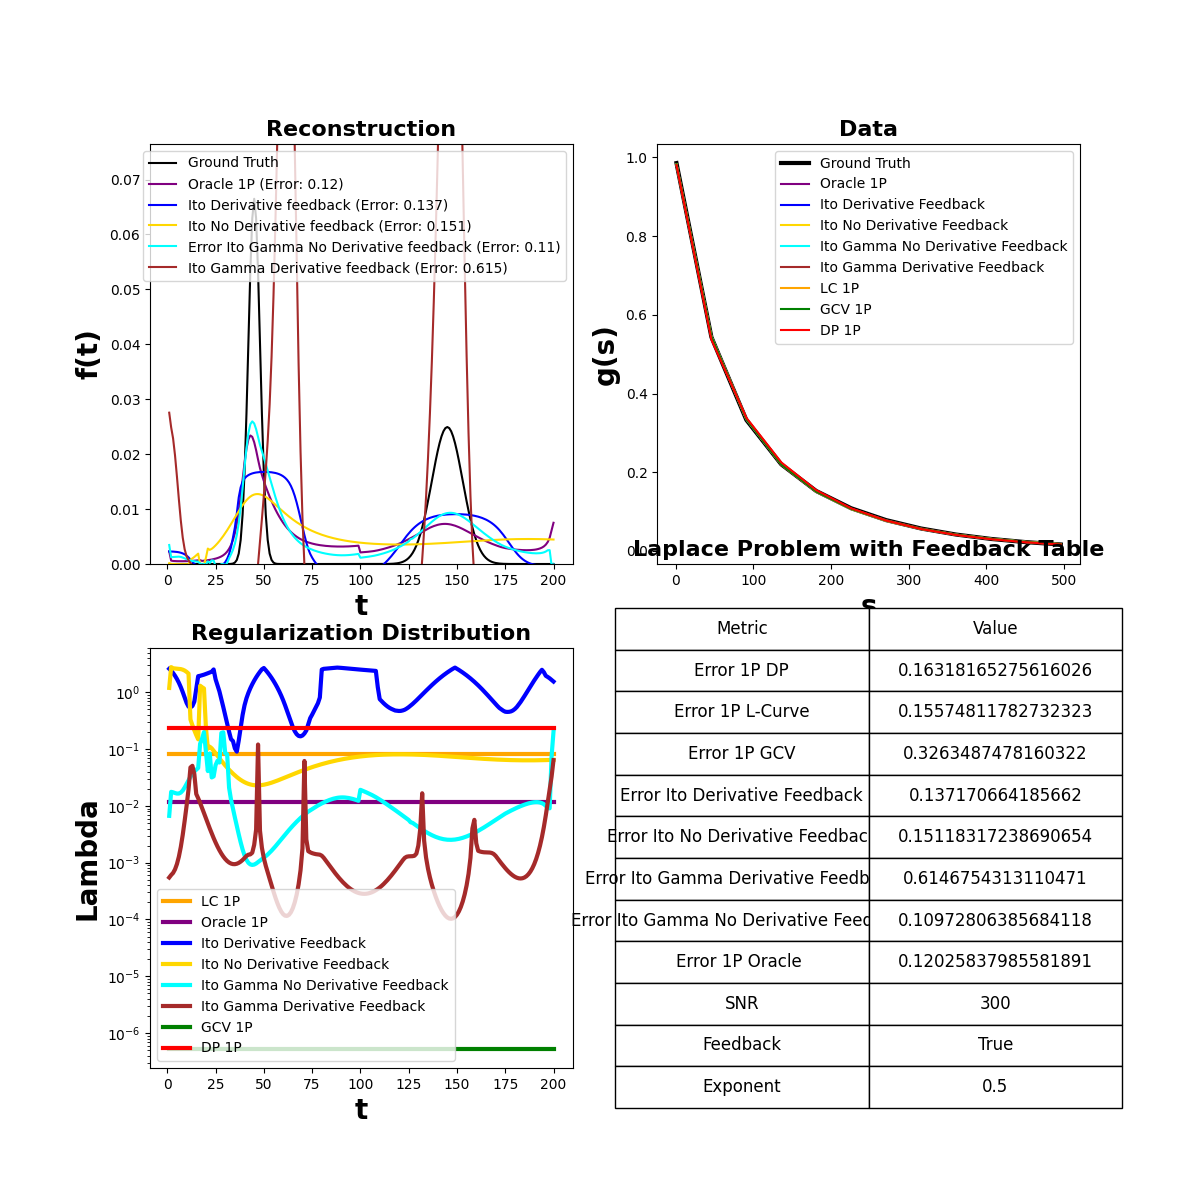 Reconstruction
Ground Truth
Oracle 1P (Error: 0.12)
Ito Derivative feedback (Error: 0.137)
Ito No Derivative feedback (Error: 0.151)
Error Ito Gamma No Derivative feedback (Error: 0.11)
Ito Gamma Derivative feedback (Error: 0.615)
f(t)
0.07
0.06
0.05
0.04
0.03
0.02
0.01
0.00
0 25 50 75 100 125 150 175 200
t
Data
Ground Truth
Oracle 1P
Ito Derivative Feedback
Ito No Derivative Feedback
Ito Gamma No Derivative Feedback
Ito Gamma Derivative Feedback
LC 1P
GCV 1P
DP 1P
g(s)
1.0
0.8
0.6
0.4
0.2
0.0
0 100 200 300 400 500
s
Regularization Distribution
Lambda
10^0
10^-1
10^-2
10^-3
10^-4
10^-5
10^-6
LC 1P
Oracle 1P
Ito Derivative Feedback
Ito No Derivative Feedback
Ito Gamma No Derivative Feedback
Ito Gamma Derivative Feedback
GCV 1P
DP 1P
0 25 50 75 100 125 150 175 200
t
Laplace Problem with Feedback Table
Metric Value
Error 1P DP 0.16318165275616026
Error 1P L-Curve 0.15574811782732323
Error 1P GCV 0.3263487478160322
Error Ito Derivative Feedback 0.137170664185662
Error Ito No Derivative Feedbac 0.15118317238690654
Error Ito Gamma Derivative Feedb 0.6146754313110471
Error Ito Gamma No Derivative Feed 0.10972806385684118
Error 1P Oracle 0.12025837985581891
SNR 300
Feedback True
Exponent 0.5